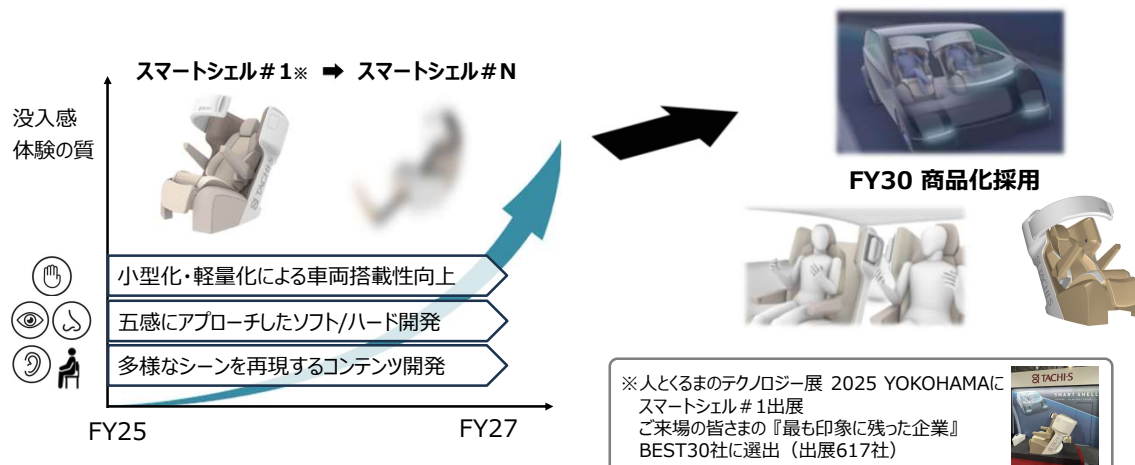 スマートシェル#1※ ➡ スマートシェル#N
没入感
体験の質
TACHI-S
小型化・軽量化による車両搭載性向上
五感にアプローチしたソフト/ハード開発
多様なシーンを再現するコンテンツ開発
FY25
FY27
FY30 商品化採用
※人とくるまのテクノロジー展 2025 YOKOHAMAに
スマートシェル#1出展
ご来場の皆さまの『最も印象に残った企業』
BEST30社に選出（出展617社）
TACHI-S
SMART SHELL